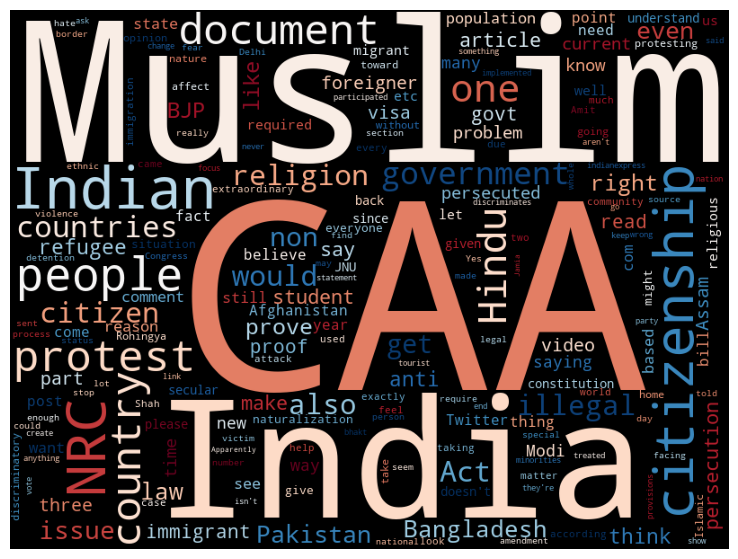 hate ask population point understand us
border state document article need even
Muslim
opinion migrant current protesting said
change fear Delhi many know something
nature toward foreigner one implemented
immigration affect like participated etc well Amit
BJP visa govt much
really section without problem due going aren't
required every
ethnic came focus never whole indianexpress nation
Indian religion government right community
extraordinary persecuted discriminates go source
violence fact back since let read keep wrong
countries non everyone given two com religious
refugee situation find Yes citizenship
detention Congress believe JNU say made Janta might
people may statement Hindu
comment would CAA
citizen still student based Assam
reason Afghanistan bill
sent come Rohingya prove year video party
process status used legal
protest link proof attack tourist get saying constitution
part lot secular anti exactly require world home told
post stop Shah make also end illegal day
enough person feel Twitter thing facing
could create please new naturalization special
want NRC victim help taking Modi persecution
anything country time Apparently number way take seem India Act minorities treated
discriminatory vote law see bhakt doesn't matter they're
three case isn't give Islamic provisions
issue immigrant Pakistan Bangladesh according think
national look amendment show